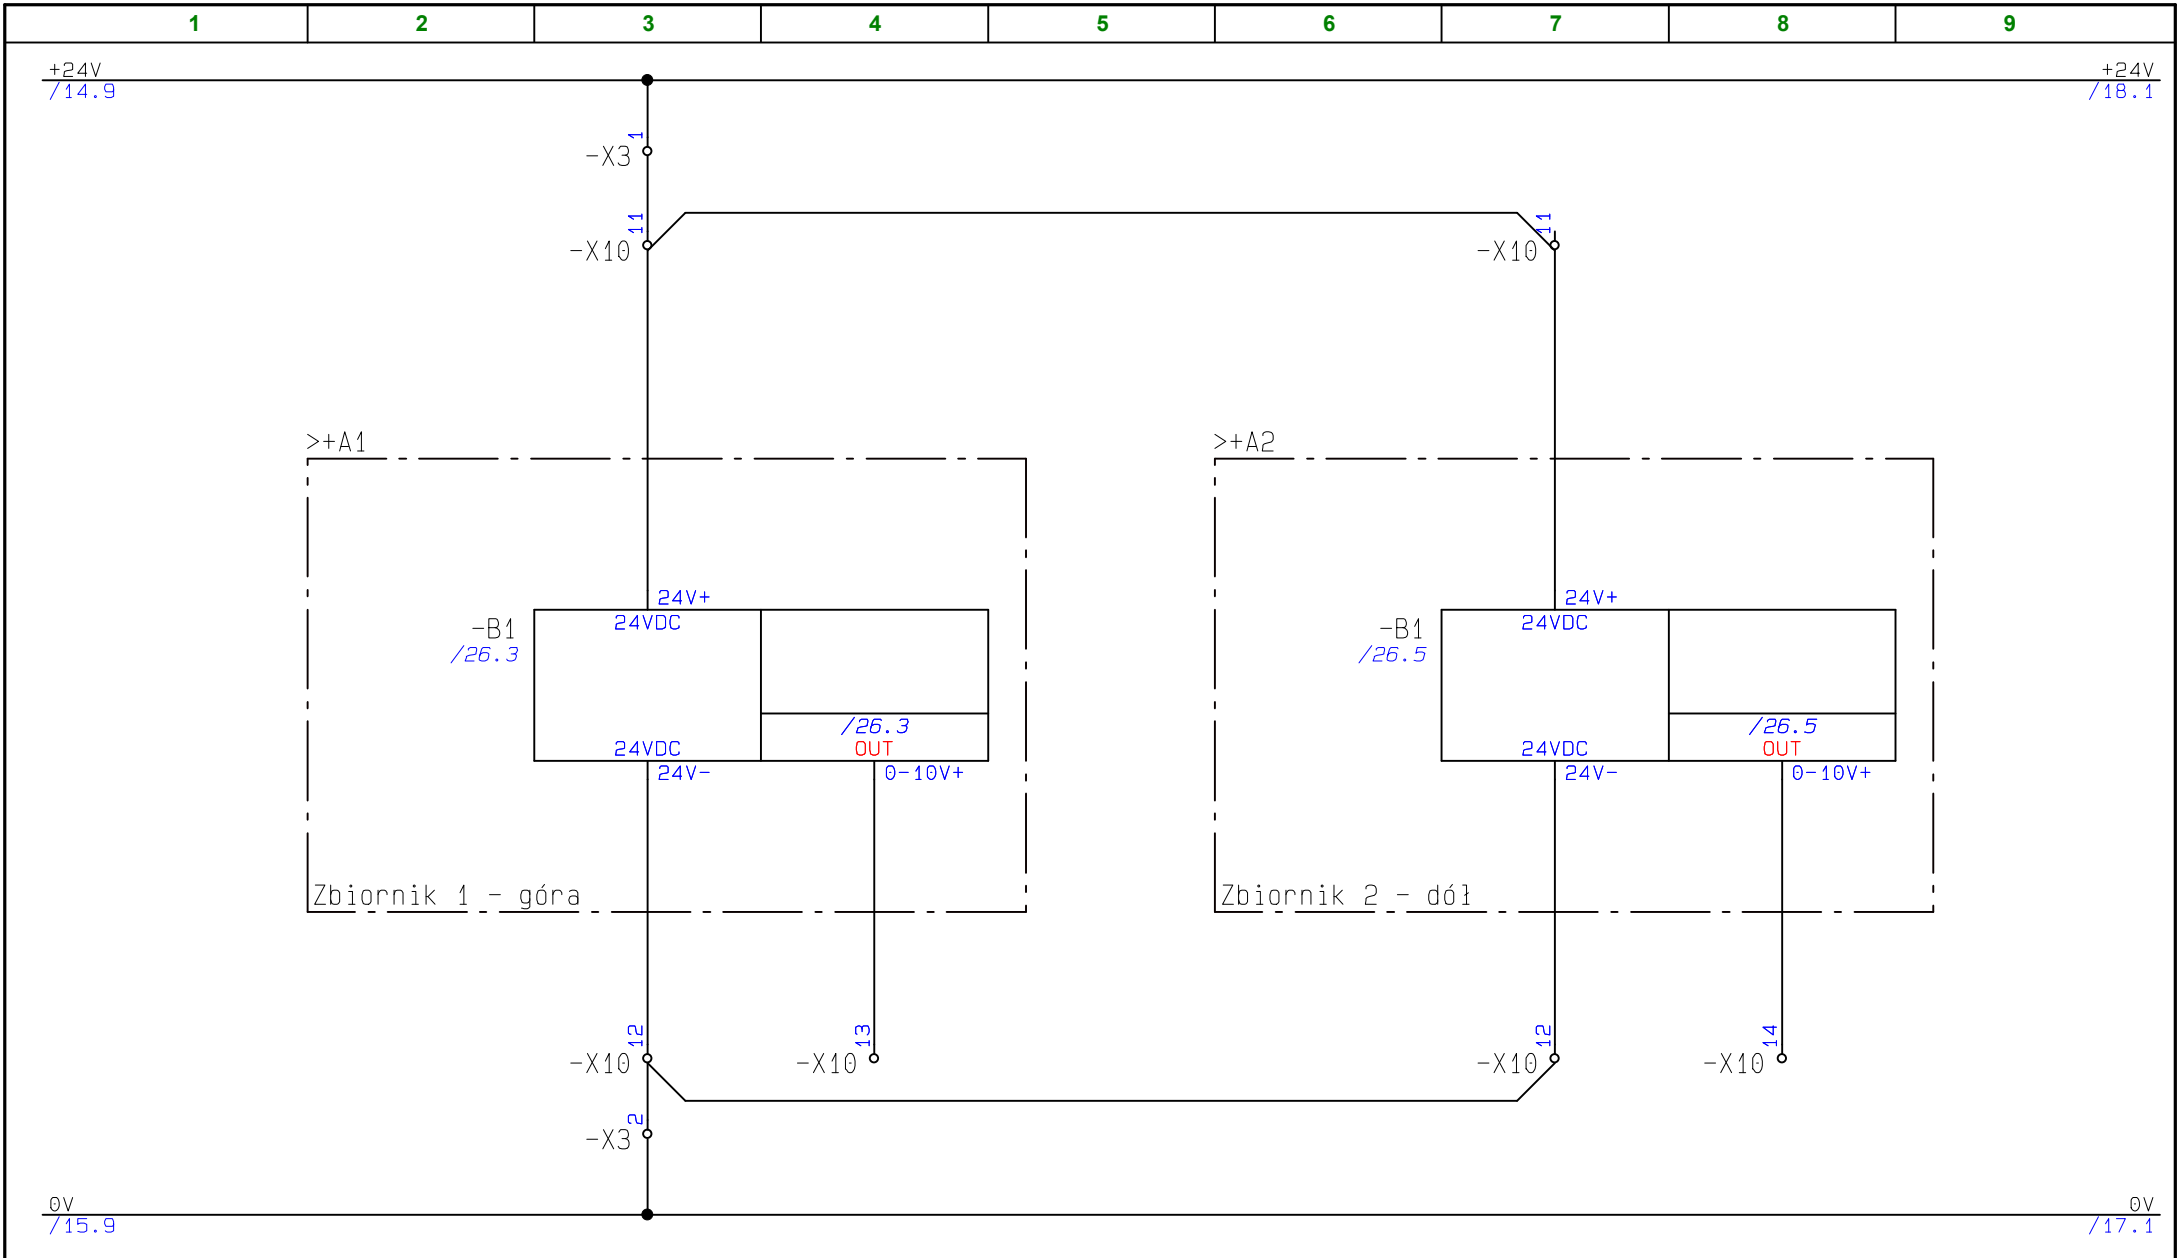 1 2 3 4 5 6 7 8 9
+24V +24V
/14.9 /18.1
1
-X3
11 11
-X10 -X10
>+A1 >+A2
24V+ 24V+
24VDC 24VDC
-B1 -B1
/26.3 /26.5
/26.3 /26.5
24VDC OUT 24VDC OUT
24V- 0-10V+ 24V- 0-10V+
Zbiornik 1 - góra Zbiornik 2 - dół
12 13 12 14
-X10 -X10 -X10 -X10
2
-X3
0V 0V
/15.9 /17.1